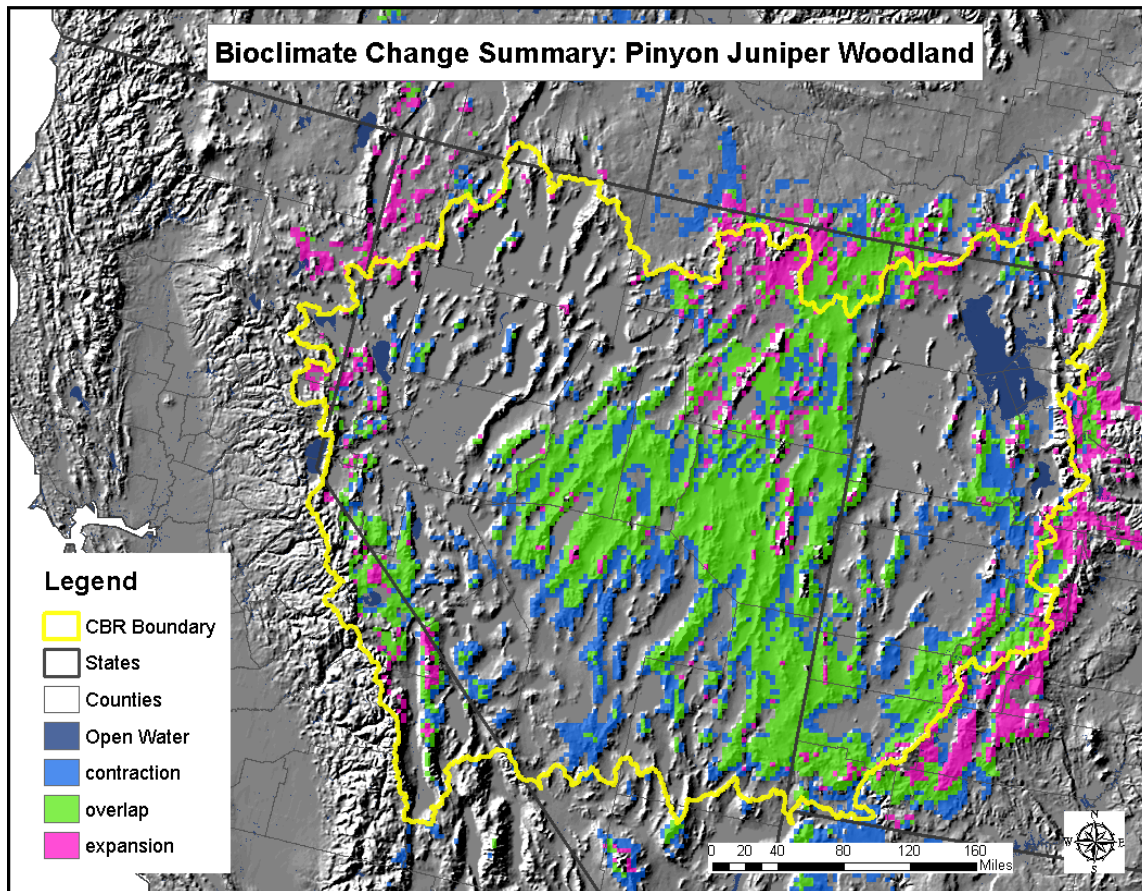 Bioclimate Change Summary: Pinyon Juniper Woodland
Legend
CBR Boundary
States
Counties
Open Water
contraction
overlap
expansion
0 20 40 80 120 160
Miles
N
W E
S